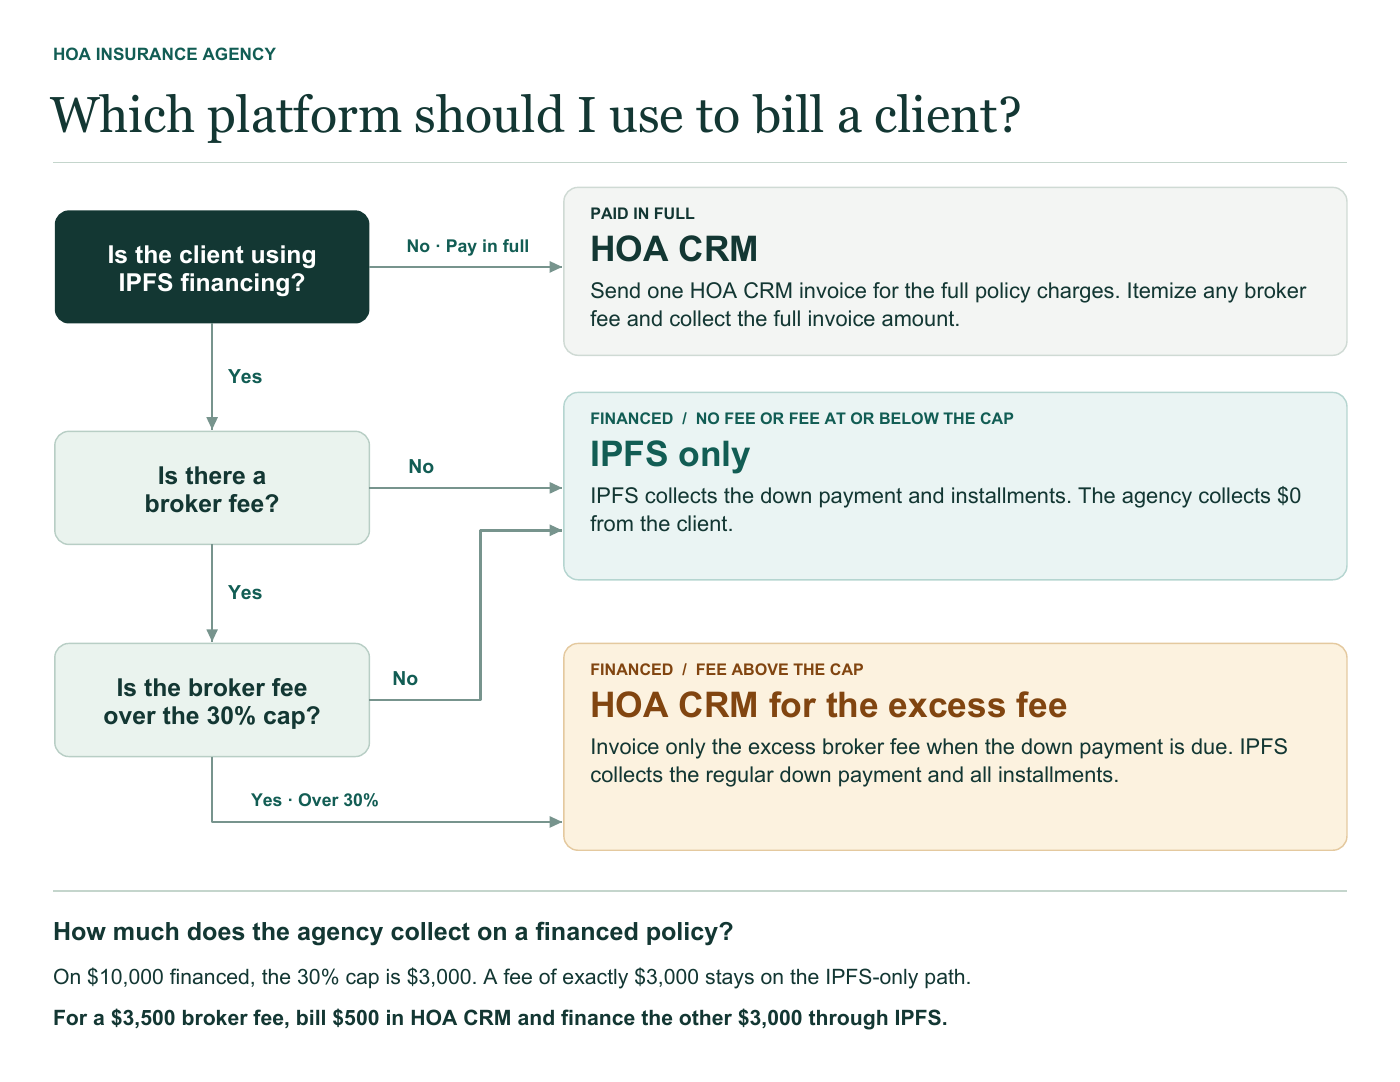 HOA INSURANCE AGENCY
Which platform should I use to bill a client?
Is the client using
IPFS financing?
No · Pay in full
PAID IN FULL
HOA CRM
Send one HOA CRM invoice for the full policy charges. Itemize any broker
fee and collect the full invoice amount.
Yes
Is there a
broker fee?
No
FINANCED / NO FEE OR FEE AT OR BELOW THE CAP
IPFS only
IPFS collects the down payment and installments. The agency collects $0
from the client.
Yes
Is the broker fee
over the 30% cap?
No
FINANCED / FEE ABOVE THE CAP
HOA CRM for the excess fee
Invoice only the excess broker fee when the down payment is due. IPFS
collects the regular down payment and all installments.
Yes · Over 30%
How much does the agency collect on a financed policy?
On $10,000 financed, the 30% cap is $3,000. A fee of exactly $3,000 stays on the IPFS-only path.
For a $3,500 broker fee, bill $500 in HOA CRM and finance the other $3,000 through IPFS.